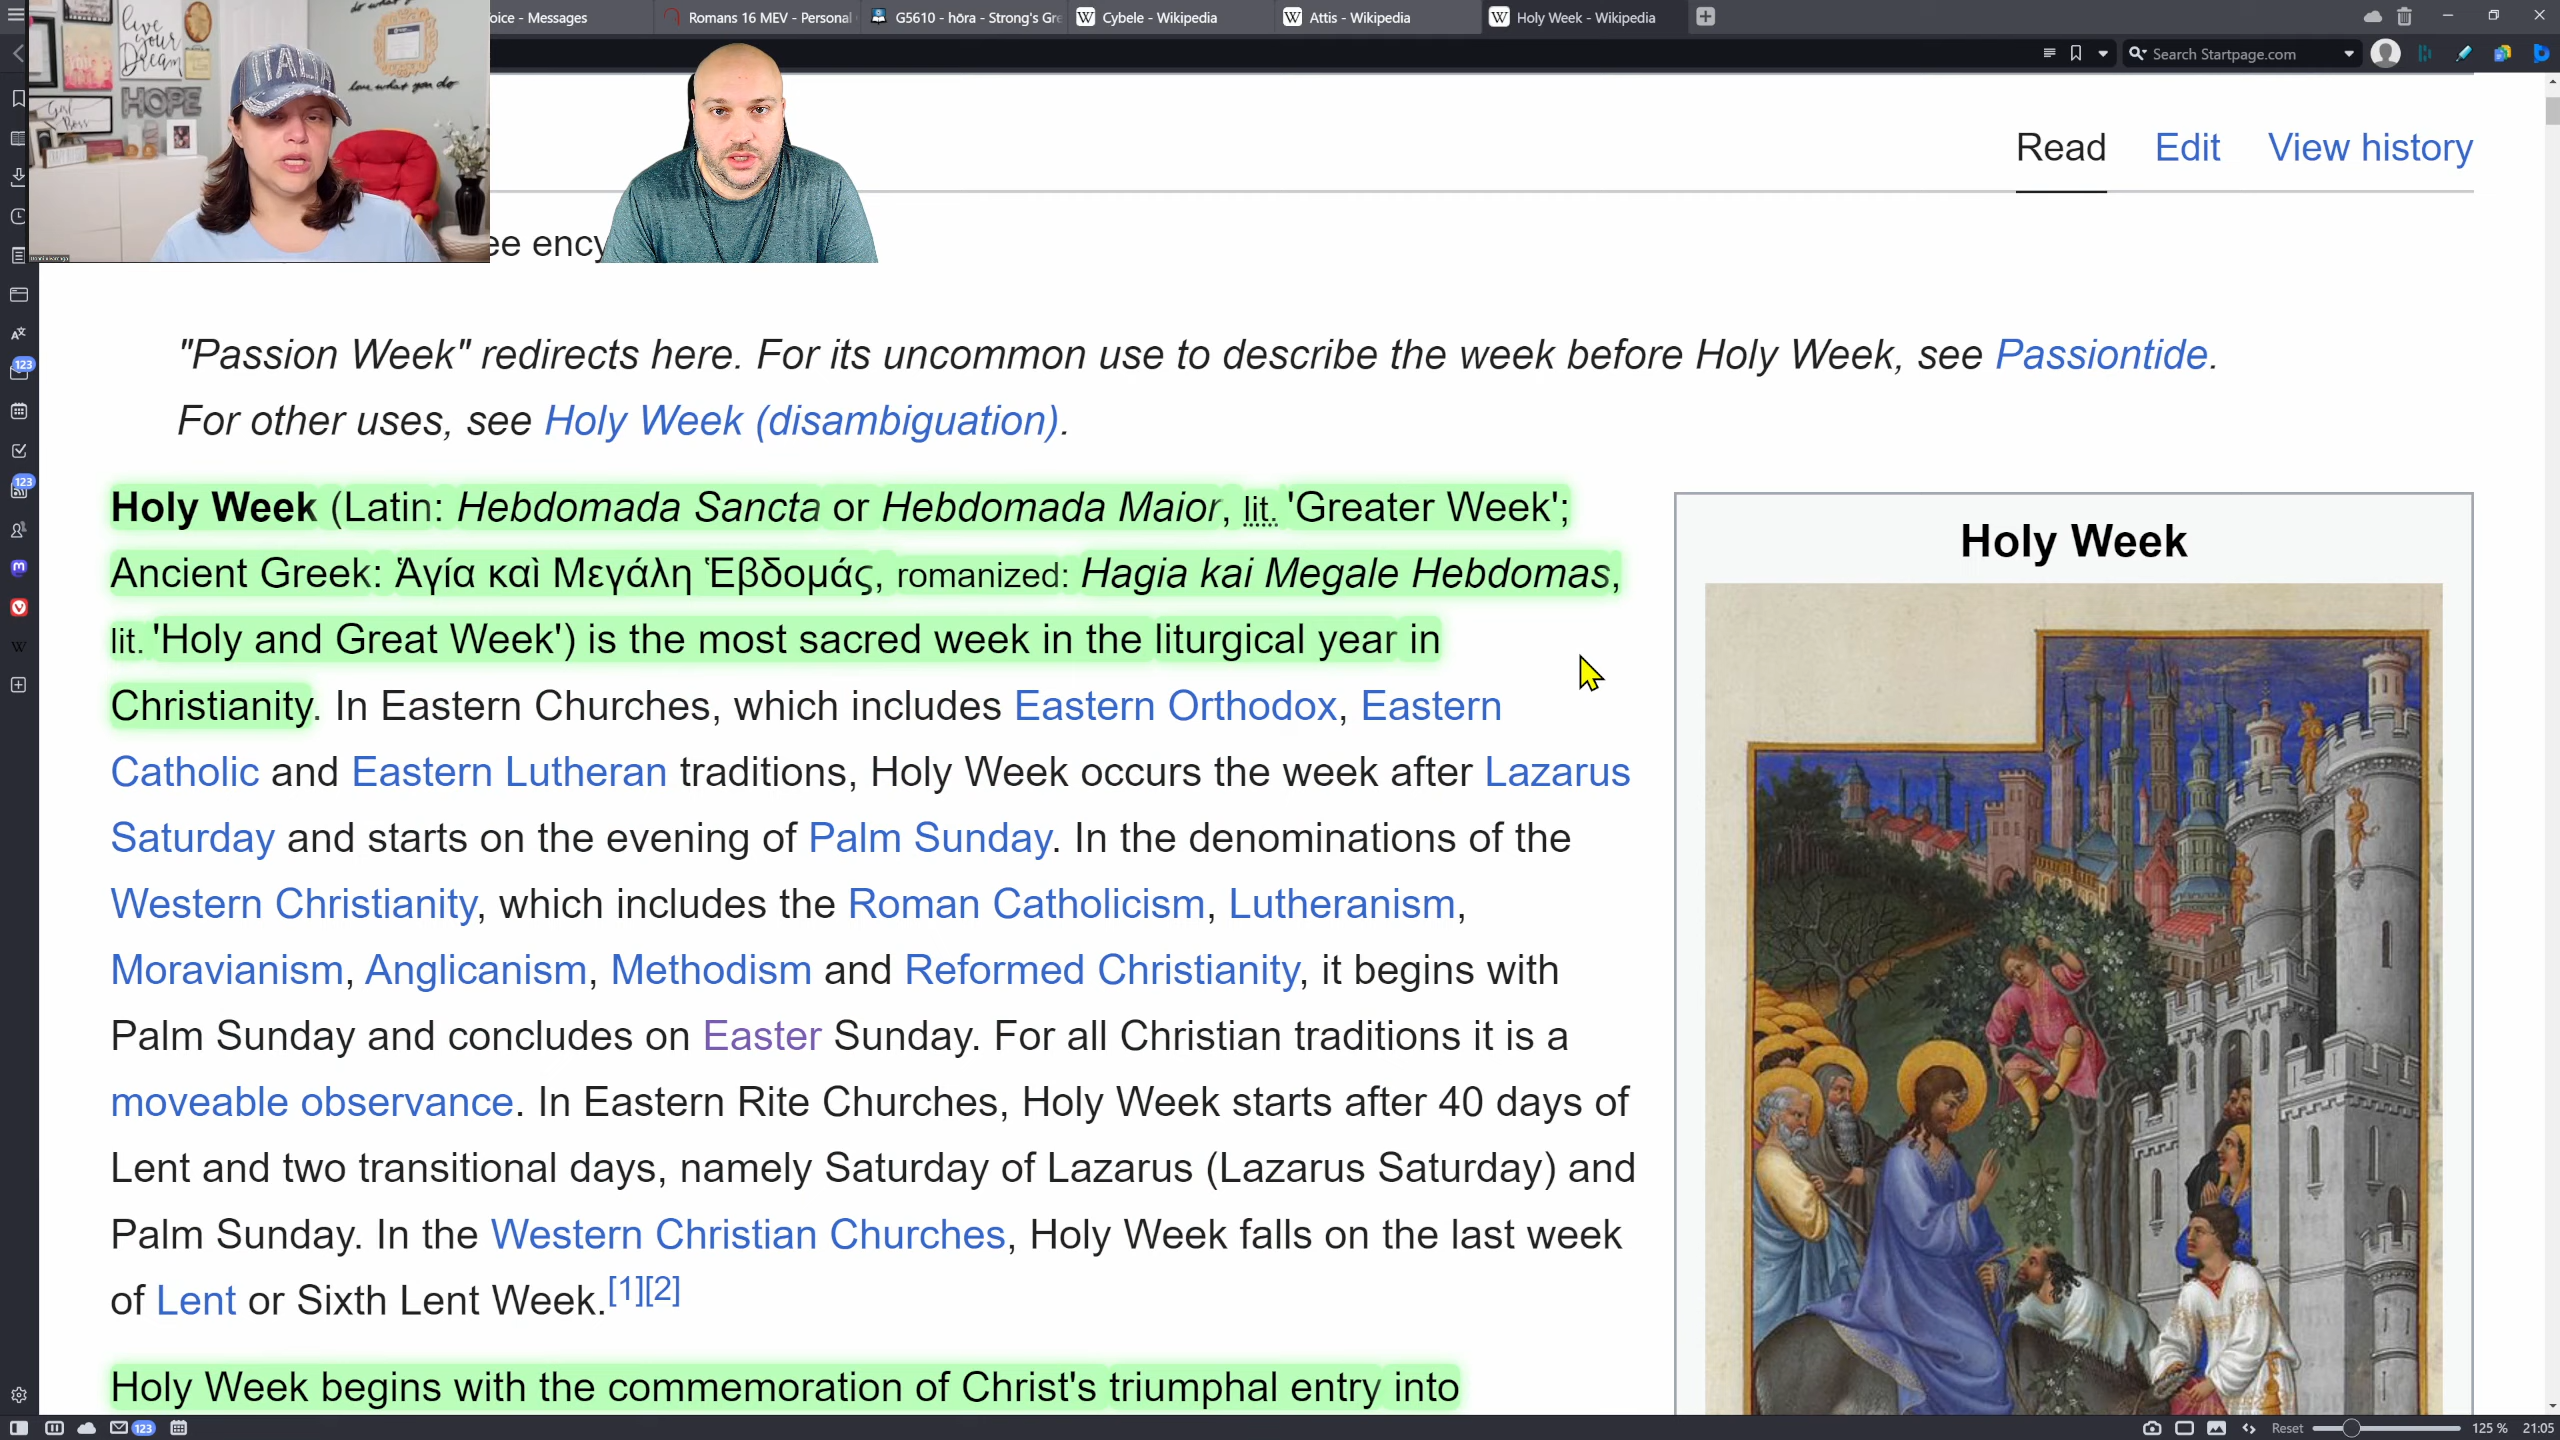 oice - Messages
Romans 16 MEV - Personal
G5610 - hōra - Strong's Gre
Cybele - Wikipedia
Attis - Wikipedia
Holy Week - Wikipedia
Search Startpage.com
live your Dream
HOPE
Girl Boss
love what you do
ITALIA
Read Edit View history
ee ency
"Passion Week" redirects here. For its uncommon use to describe the week before Holy Week, see Passiontide.
For other uses, see Holy Week (disambiguation).
Holy Week (Latin: Hebdomada Sancta or Hebdomada Maior, lit. 'Greater Week';
Ancient Greek: Ἁγία καὶ Μεγάλη Ἑβδομάς, romanized: Hagia kai Megale Hebdomas,
lit. 'Holy and Great Week') is the most sacred week in the liturgical year in
Christianity. In Eastern Churches, which includes Eastern Orthodox, Eastern
Catholic and Eastern Lutheran traditions, Holy Week occurs the week after Lazarus
Saturday and starts on the evening of Palm Sunday. In the denominations of the
Western Christianity, which includes the Roman Catholicism, Lutheranism,
Moravianism, Anglicanism, Methodism and Reformed Christianity, it begins with
Palm Sunday and concludes on Easter Sunday. For all Christian traditions it is a
moveable observance. In Eastern Rite Churches, Holy Week starts after 40 days of
Lent and two transitional days, namely Saturday of Lazarus (Lazarus Saturday) and
Palm Sunday. In the Western Christian Churches, Holy Week falls on the last week
of Lent or Sixth Lent Week.[1][2]
Holy Week begins with the commemoration of Christ's triumphal entry into
Holy Week
123
123
123
Reset 125 % 21:05